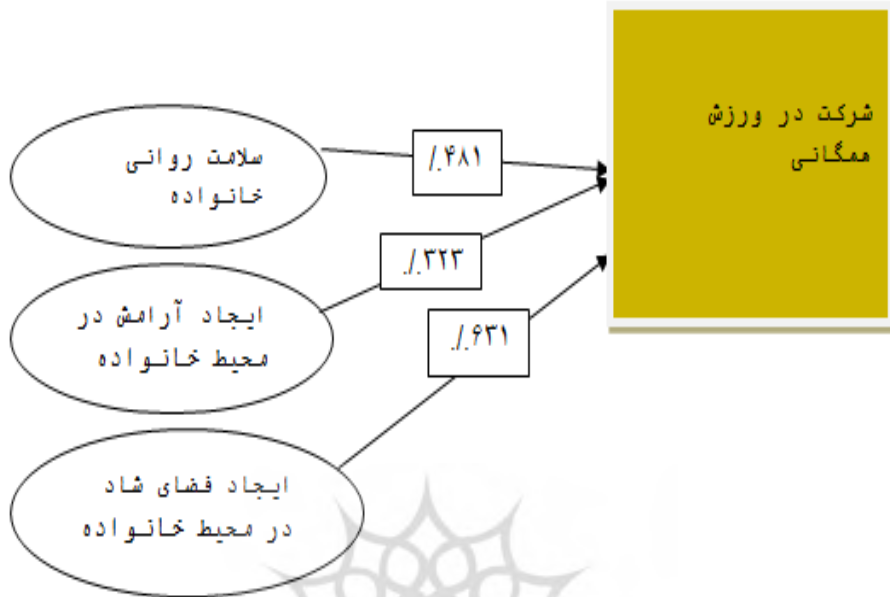 شرکت در ورزش
همگانی
سلامت روانی
خانواده
./۴۸۱
ایجاد آرامش در
محیط خانواده
./۳۲۳
ایجاد فضای شاد
در محیط خانواده
./۶۳۱